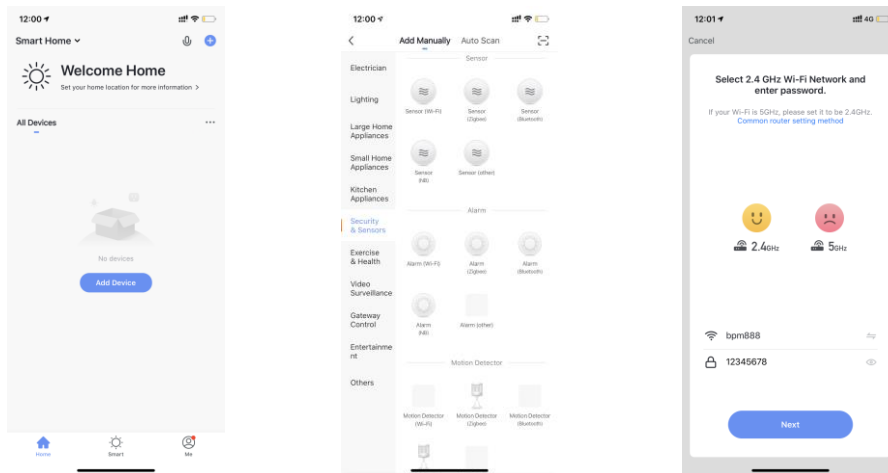 12:00
Smart Home
Welcome Home
Set your home location for more information >
All Devices
No devices
Add Device
Home
Smart
Me
12:00
Add Manually
Auto Scan
Electrician
Lighting
Large Home
Appliances
Small Home
Appliances
Kitchen
Appliances
Security
& Sensors
Exercise
& Health
Video
Surveillance
Gateway
Control
Entertainme
nt
Others
Sensor
Sensor (Wi-Fi)
Sensor
(Zigbee)
Sensor
(Bluetooth)
Sensor
(NB)
Sensor (other)
Alarm
Alarm (Wi-Fi)
Alarm
(Zigbee)
Alarm
(Bluetooth)
Alarm
(NB)
Alarm (other)
Motion Detector
Motion Detector
(Wi-Fi)
Motion Detector
(Zigbee)
Motion Detector
(Bluetooth)
12:01
4G
Cancel
Select 2.4 GHz Wi-Fi Network and
enter password.
If your Wi-Fi is 5GHz, please set it to be 2.4GHz.
Common router setting method
2.4GHz
5GHz
bpm888
12345678
Next